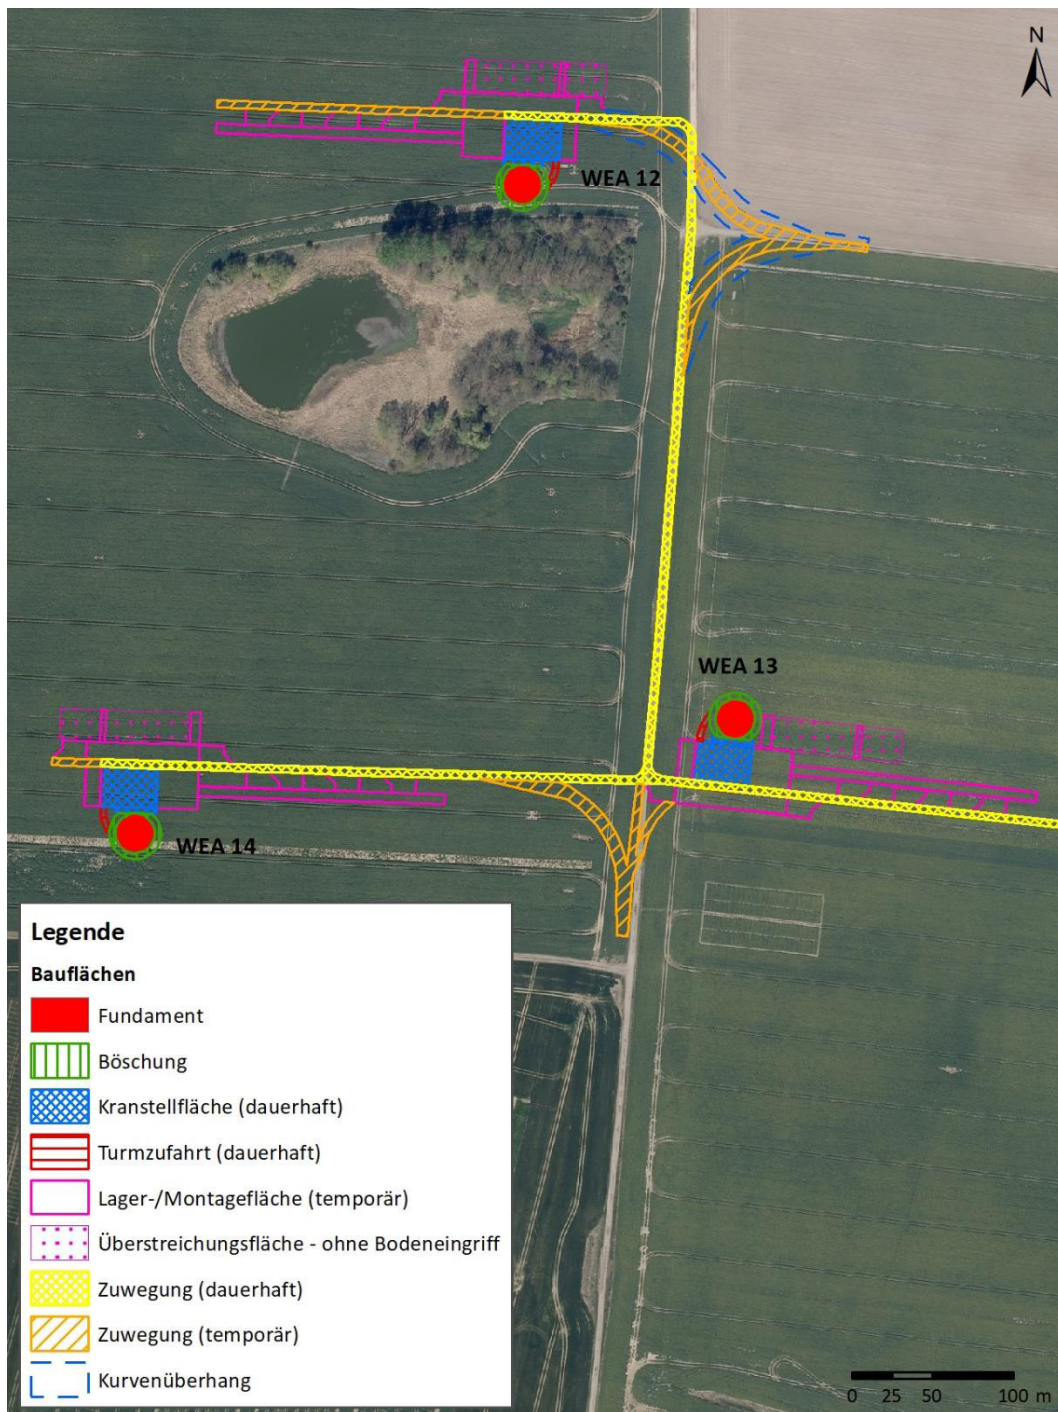 N
WEA 12
WEA 13
WEA 14
Legende
Bauflächen
Fundament
Böschung
Kranstellfläche (dauerhaft)
Turmzufahrt (dauerhaft)
Lager-/Montagefläche (temporär)
Überstreichungsfläche - ohne Bodeneingriff
Zuwegung (dauerhaft)
Zuwegung (temporär)
Kurvenüberhang
0 25 50 100 m